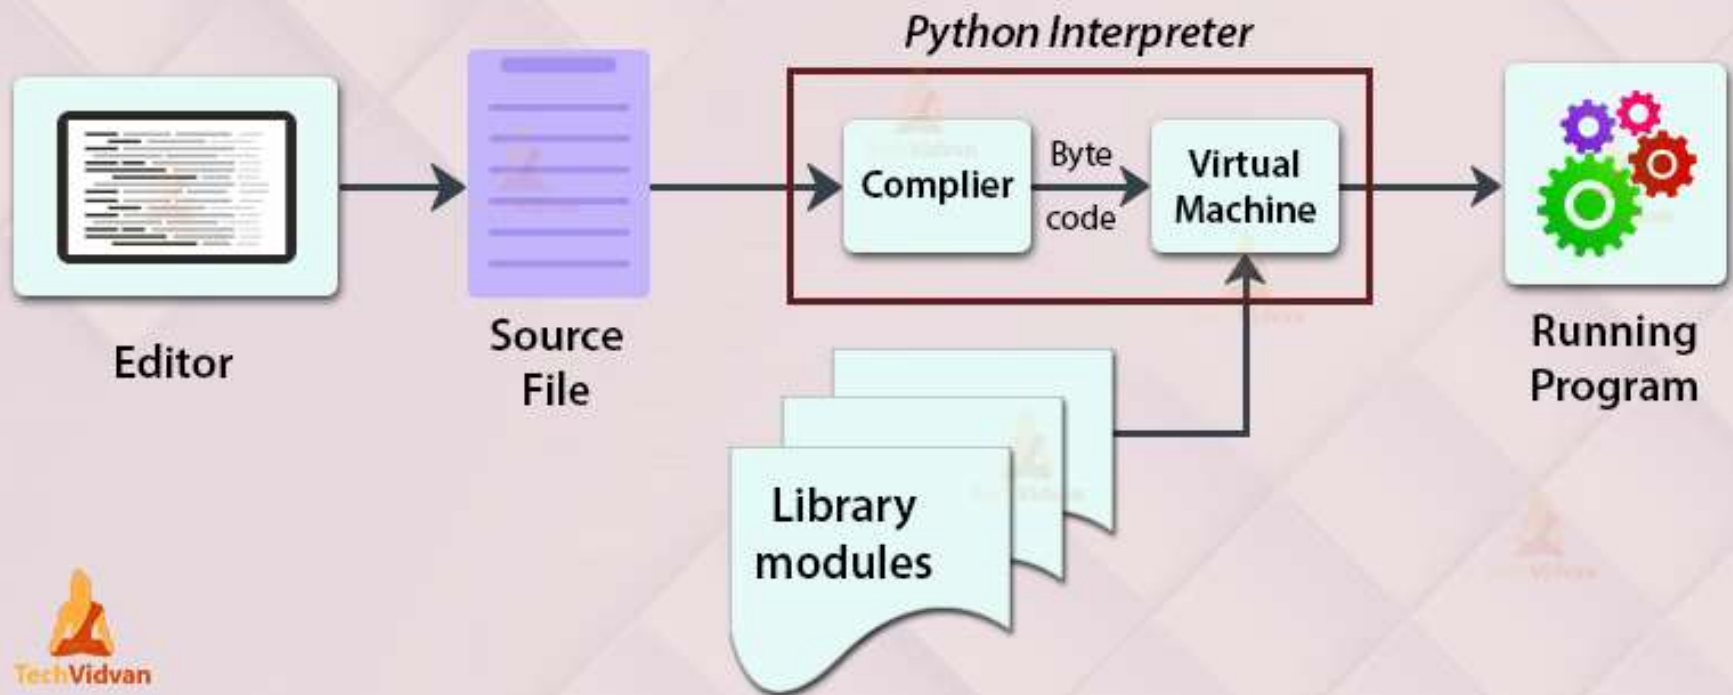 Python Interpreter
Complier
Byte
code
Virtual
Machine
Editor
Source
File
Running
Program
Library
modules
TechVidvan